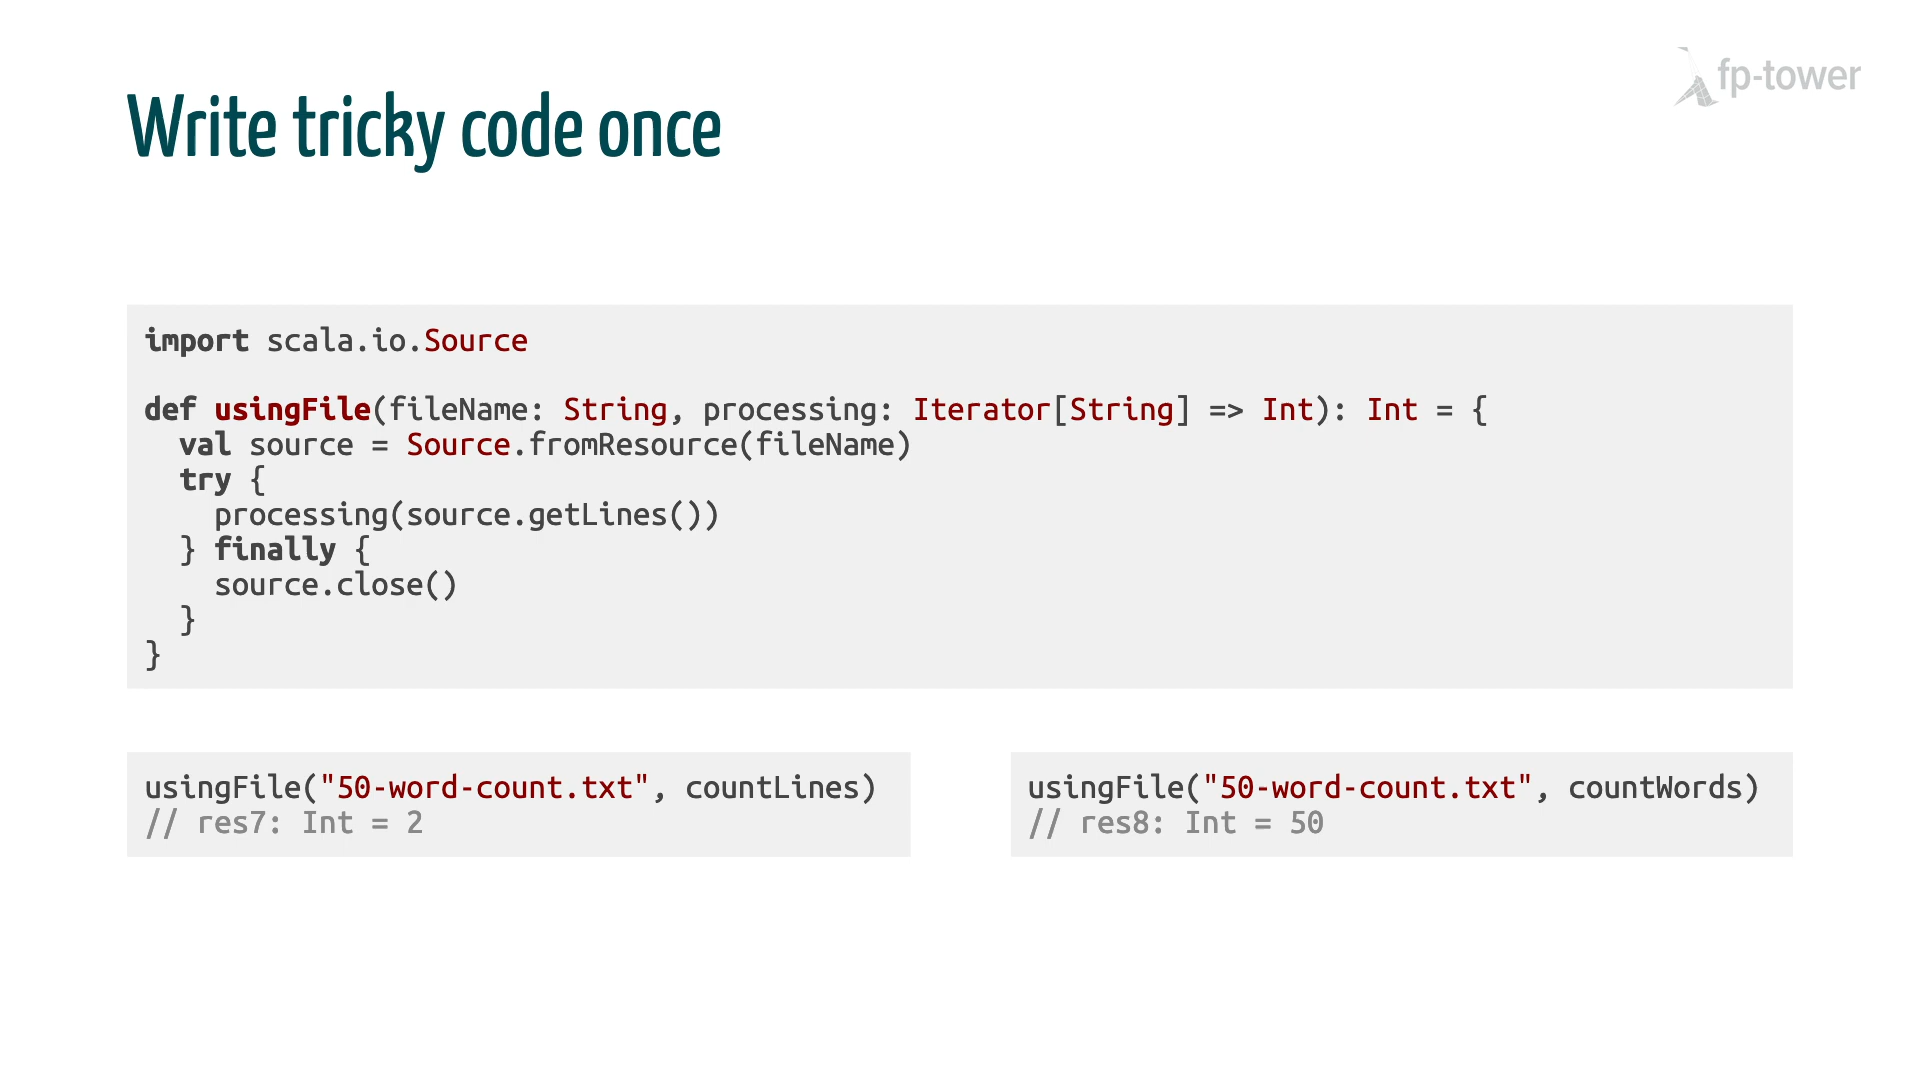 fp-tower
Write tricky code once
import scala.io.Source
def usingFile(fileName: String, processing: Iterator[String] => Int): Int = {
  val source = Source.fromResource(fileName)
  try {
    processing(source.getLines())
  } finally {
    source.close()
  }
}
usingFile("50-word-count.txt", countLines)
// res7: Int = 2
usingFile("50-word-count.txt", countWords)
// res8: Int = 50